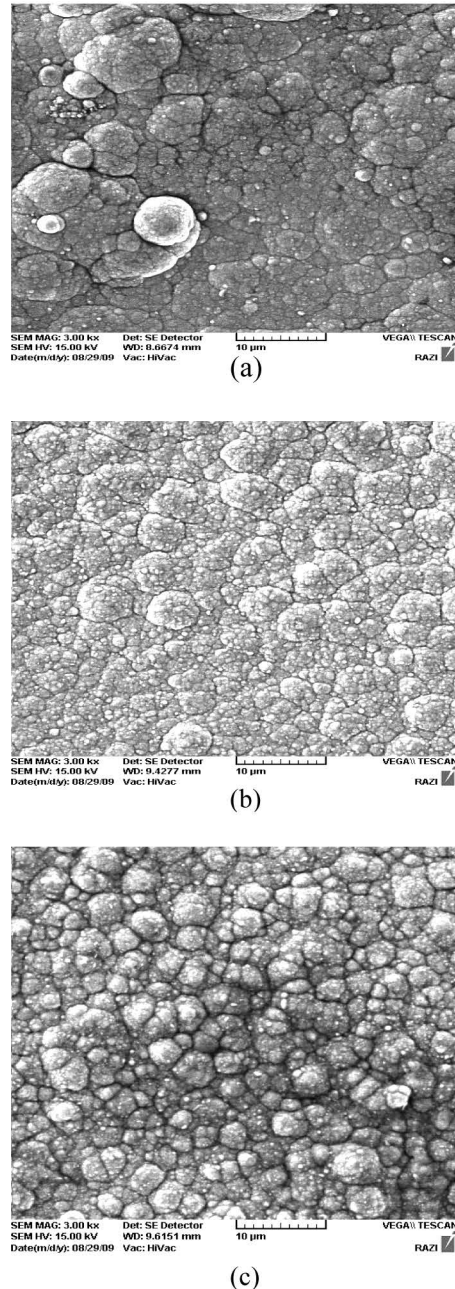 SEM MAG: 3.00 kx Det: SE Detector VEGA\\ TESCAN
SEM HV: 15.00 kV WD: 8.6674 mm 10 µm
Date(m/d/y): 08/29/09 Vac: HiVac RAZI
(a)
SEM MAG: 3.00 kx Det: SE Detector VEGA\\ TESCAN
SEM HV: 15.00 kV WD: 9.4277 mm 10 µm
Date(m/d/y): 08/29/09 Vac: HiVac RAZI
(b)
SEM MAG: 3.00 kx Det: SE Detector VEGA\\ TESCAN
SEM HV: 15.00 kV WD: 9.6151 mm 10 µm
Date(m/d/y): 08/29/09 Vac: HiVac RAZI
(c)